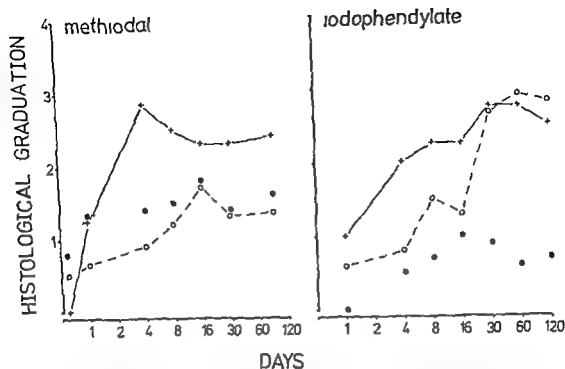 methiodal
iodophendylate
HISTOLOGICAL GRADUATION
4
3
2
1
1 2 4 8 16 30 60 120
1 2 4 8 16 30 60 120
DAYS